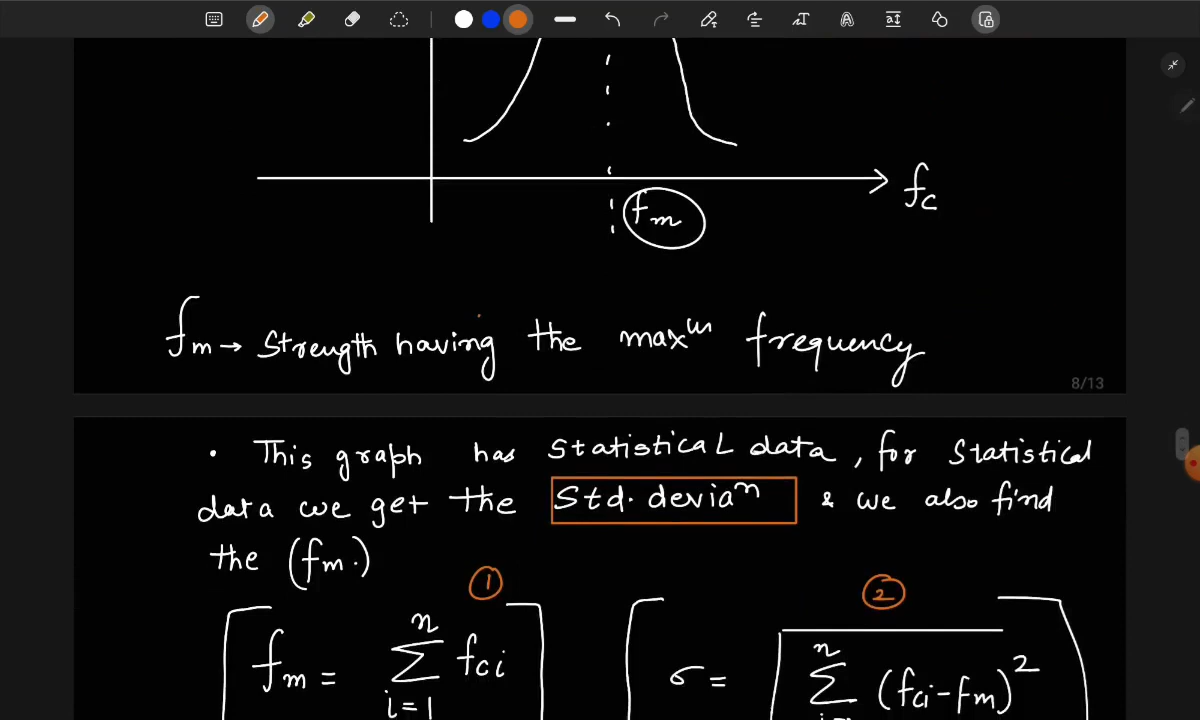 fc
fm
fm → Strength having the maxᵐ frequency
8/13
• This graph has Statistical data, for Statistical
data we get the Std. deviaⁿ & we also find
the (fm.)
① ②
fm = n Σ i=1 fci
σ = n Σ (fci-fm)²